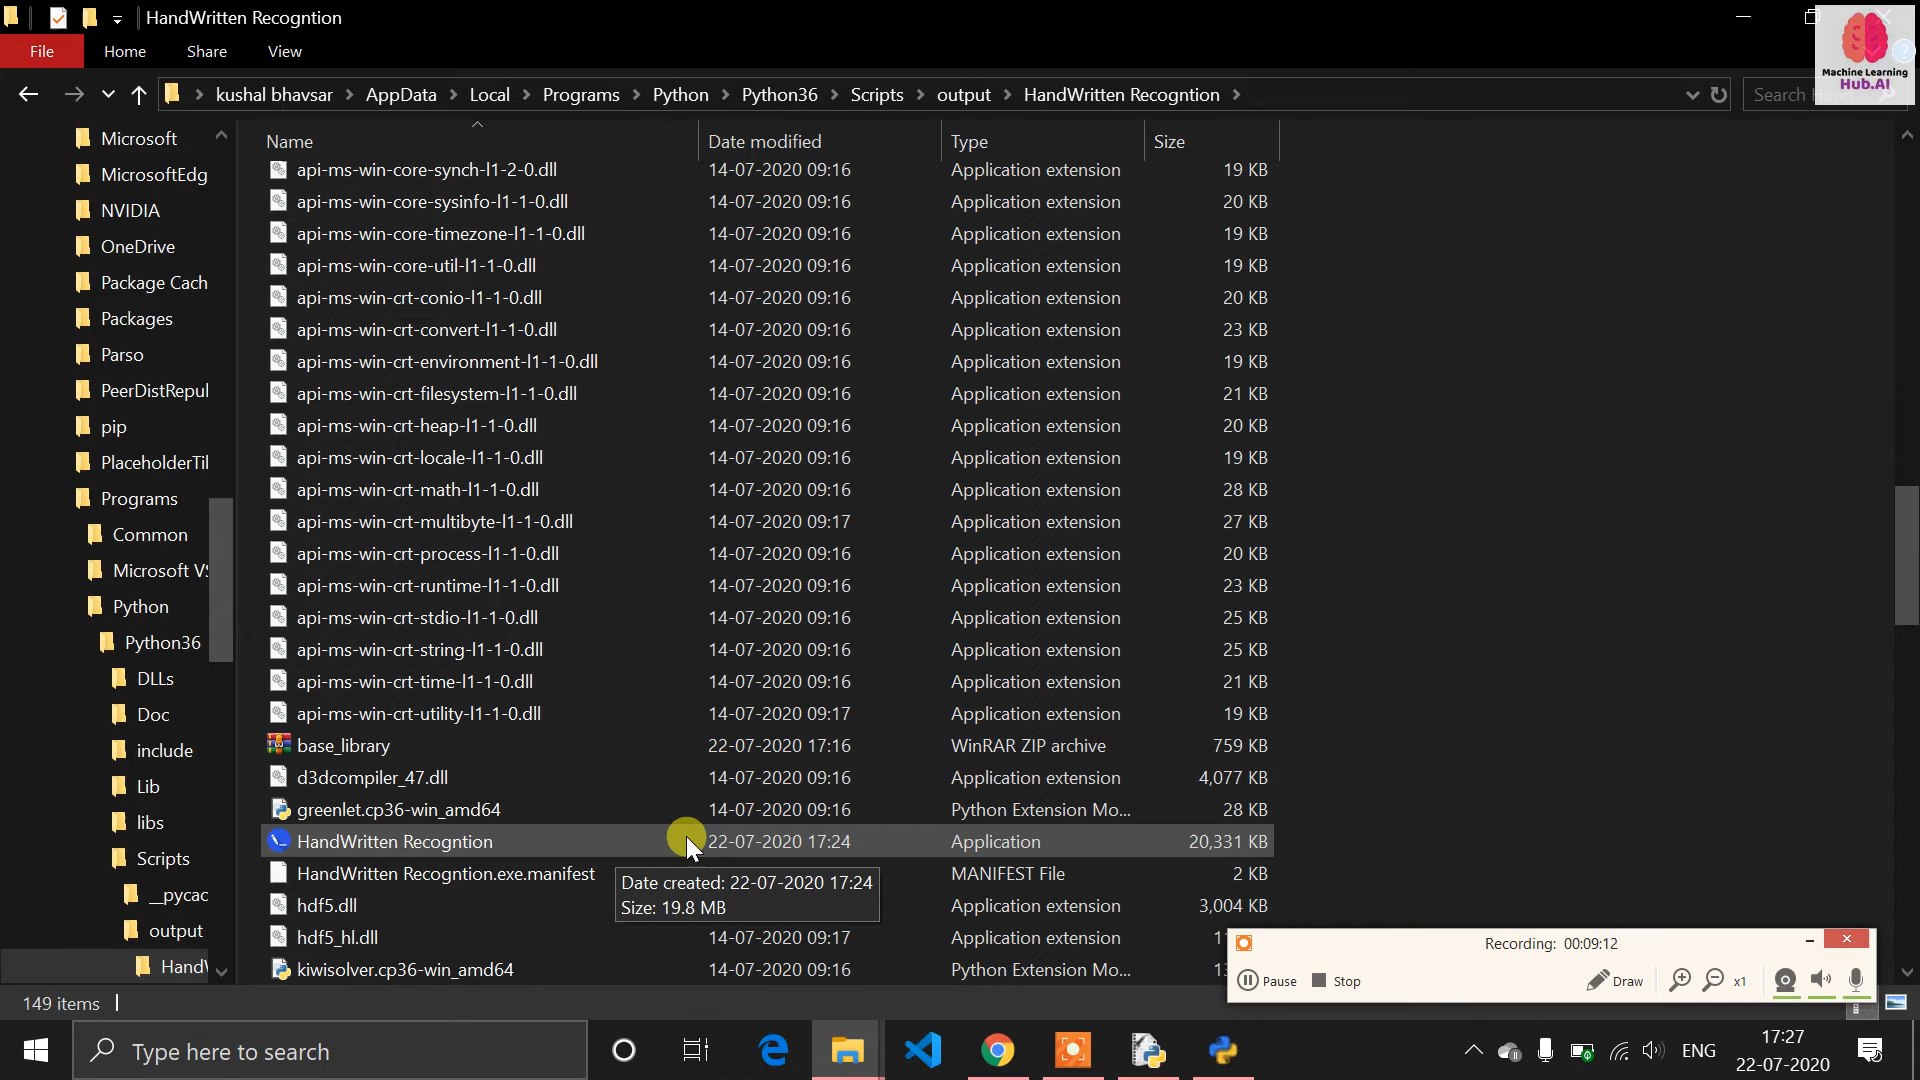 HandWritten Recogntion
File Home Share View
kushal bhavsar AppData Local Programs Python Python36 Scripts output HandWritten Recogntion
Search
Machine Learning
Hub.AI
Name Date modified Type Size
Microsoft
MicrosoftEdg
NVIDIA
OneDrive
Package Cach
Packages
Parso
PeerDistRepul
pip
PlaceholderTil
Programs
Common
Microsoft VS
Python
Python36
DLLs
Doc
include
Lib
libs
Scripts
__pycac
output
HandV
api-ms-win-core-synch-l1-2-0.dll 14-07-2020 09:16 Application extension 19 KB
api-ms-win-core-sysinfo-l1-1-0.dll 14-07-2020 09:16 Application extension 20 KB
api-ms-win-core-timezone-l1-1-0.dll 14-07-2020 09:16 Application extension 19 KB
api-ms-win-core-util-l1-1-0.dll 14-07-2020 09:16 Application extension 19 KB
api-ms-win-crt-conio-l1-1-0.dll 14-07-2020 09:16 Application extension 20 KB
api-ms-win-crt-convert-l1-1-0.dll 14-07-2020 09:16 Application extension 23 KB
api-ms-win-crt-environment-l1-1-0.dll 14-07-2020 09:16 Application extension 19 KB
api-ms-win-crt-filesystem-l1-1-0.dll 14-07-2020 09:16 Application extension 21 KB
api-ms-win-crt-heap-l1-1-0.dll 14-07-2020 09:16 Application extension 20 KB
api-ms-win-crt-locale-l1-1-0.dll 14-07-2020 09:16 Application extension 19 KB
api-ms-win-crt-math-l1-1-0.dll 14-07-2020 09:16 Application extension 28 KB
api-ms-win-crt-multibyte-l1-1-0.dll 14-07-2020 09:17 Application extension 27 KB
api-ms-win-crt-process-l1-1-0.dll 14-07-2020 09:16 Application extension 20 KB
api-ms-win-crt-runtime-l1-1-0.dll 14-07-2020 09:16 Application extension 23 KB
api-ms-win-crt-stdio-l1-1-0.dll 14-07-2020 09:16 Application extension 25 KB
api-ms-win-crt-string-l1-1-0.dll 14-07-2020 09:16 Application extension 25 KB
api-ms-win-crt-time-l1-1-0.dll 14-07-2020 09:16 Application extension 21 KB
api-ms-win-crt-utility-l1-1-0.dll 14-07-2020 09:17 Application extension 19 KB
base_library 22-07-2020 17:16 WinRAR ZIP archive 759 KB
d3dcompiler_47.dll 14-07-2020 09:16 Application extension 4,077 KB
greenlet.cp36-win_amd64 14-07-2020 09:16 Python Extension Mo... 28 KB
HandWritten Recogntion 22-07-2020 17:24 Application 20,331 KB
HandWritten Recogntion.exe.manifest MANIFEST File 2 KB
Date created: 22-07-2020 17:24
Size: 19.8 MB
hdf5.dll Application extension 3,004 KB
hdf5_hl.dll 14-07-2020 09:17 Application extension
kiwisolver.cp36-win_amd64 14-07-2020 09:16 Python Extension Mo...
Recording: 00:09:12
Pause Stop Draw x1
149 items
Type here to search
ENG
17:27
22-07-2020